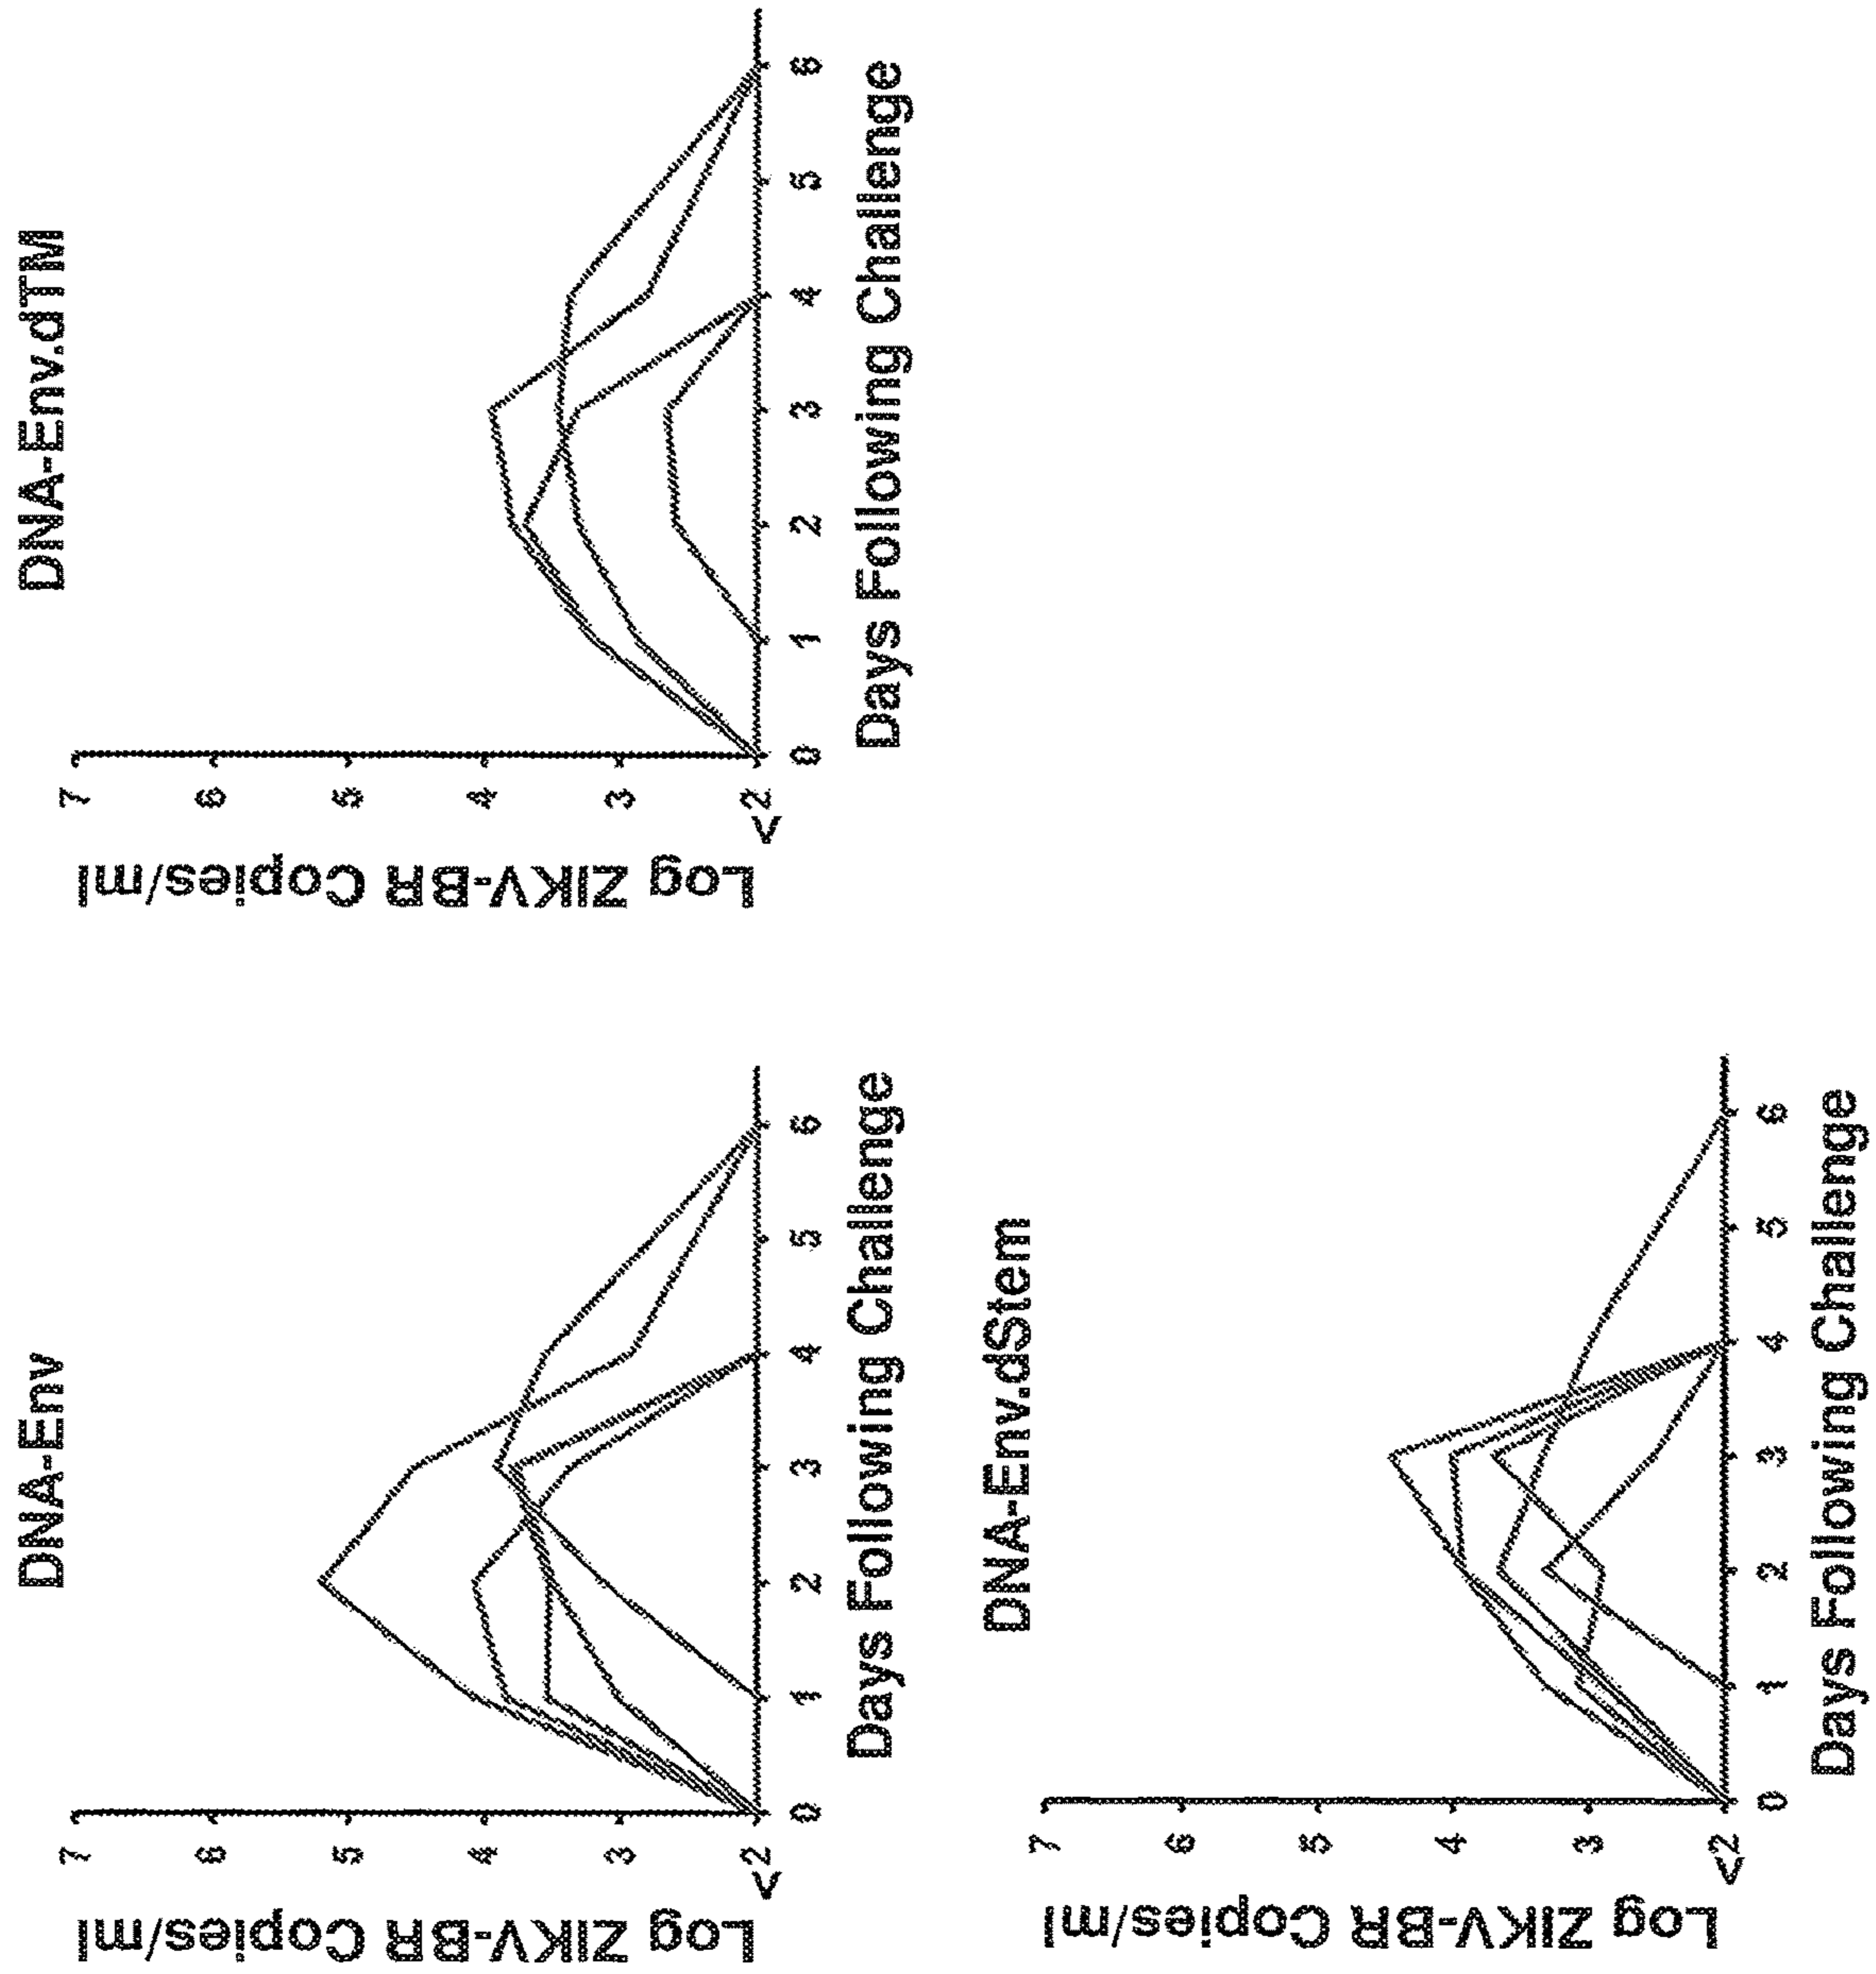 DNA-Env
Log ZIKV-BR Copies/ml
7
6
5
4
3
<2
0 1 2 3 4 5 6
Days Following Challenge
DNA-Env.dTM
Log ZIKV-BR Copies/ml
7
6
5
4
3
<2
0 1 2 3 4 5 6
Days Following Challenge
DNA-Env.dStem
Log ZIKV-BR Copies/ml
7
6
5
4
3
<2
0 1 2 3 4 5 6
Days Following Challenge